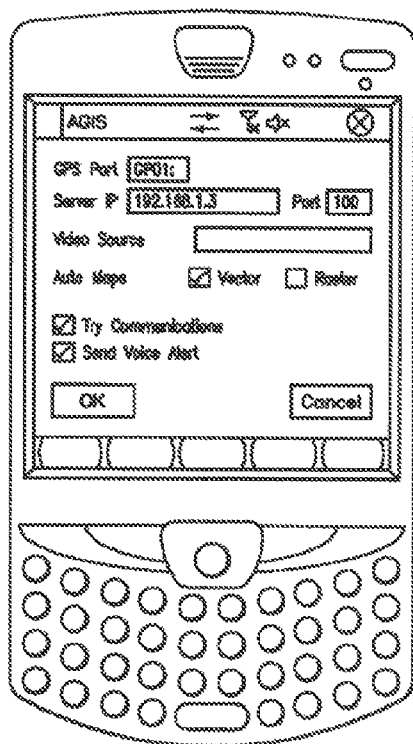 AGIS
GPS Port CPO1:
Server IP 192.168.1.3 Port 100
Video Source
Auto Maps Vector Raster
Try Communications
Send Voice Alert
OK Cancel